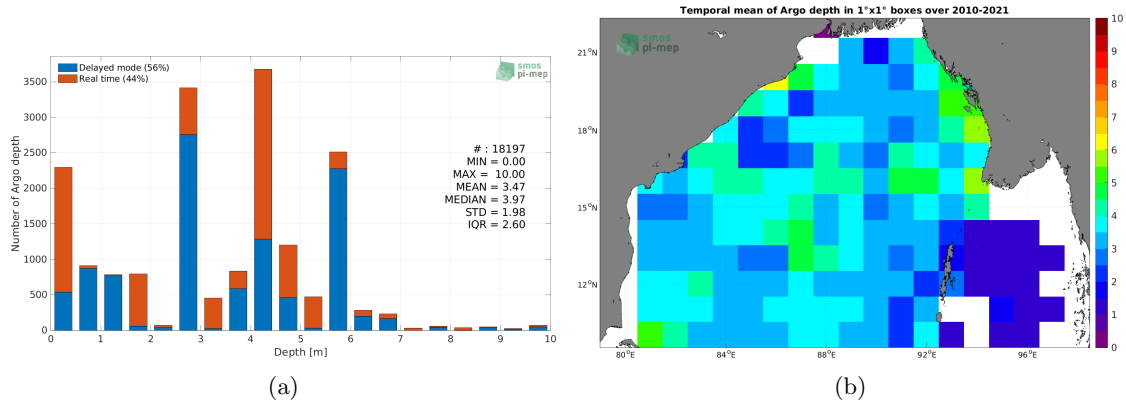 Delayed mode (56%)
Real time (44%)
smos
pi-mep
Number of Argo depth
3500
3000
2500
2000
1500
1000
500
0
# : 18197
MIN = 0.00
MAX = 10.00
MEAN = 3.47
MEDIAN = 3.97
STD = 1.98
IQR = 2.60
0 1 2 3 4 5 6 7 8 9 10
Depth [m]
(a)
Temporal mean of Argo depth in 1°x1° boxes over 2010-2021
smos
pi-mep
21°N
18°N
15°N
12°N
80°E 84°E 88°E 92°E 96°E
10
9
8
7
6
5
4
3
2
1
0
(b)